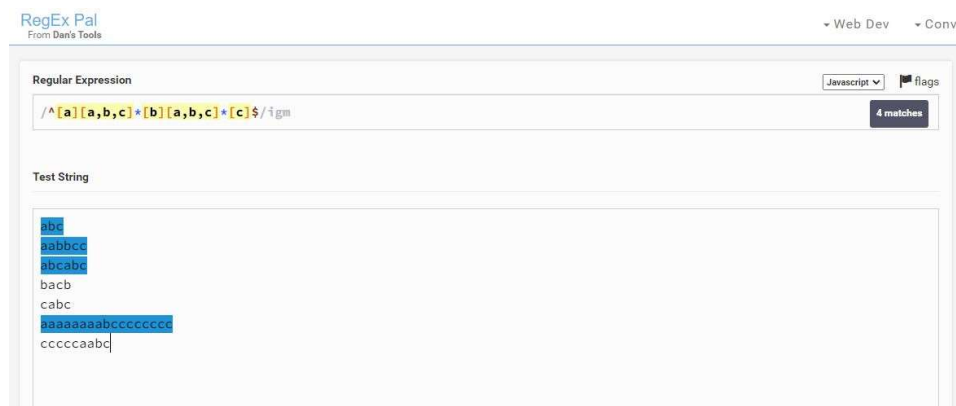 RegEx Pal
From Dan's Tools
Web Dev
Conv
Regular Expression
Javascript
flags
/^[a][a,b,c]*[b][a,b,c]*[c]$/igm
4 matches
Test String
abc
aabbcc
abcabc
bacb
cabc
aaaaaaaabcccccccc
cccccaabc